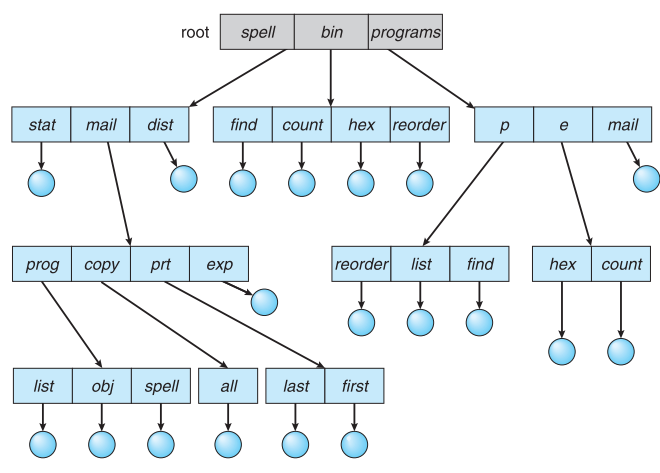 root spell bin programs
stat mail dist find count hex reorder p e mail
prog copy prt exp reorder list find hex count
list obj spell all last first